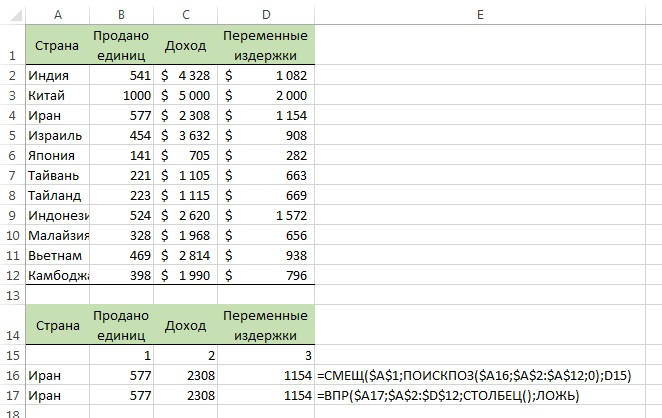 A B C D E
1 Страна Продано единиц Доход Переменные издержки
2 Индия 541 $ 4 328 $ 1 082
3 Китай 1000 $ 5 000 $ 2 000
4 Иран 577 $ 2 308 $ 1 154
5 Израиль 454 $ 3 632 $ 908
6 Япония 141 $ 705 $ 282
7 Тайвань 221 $ 1 105 $ 663
8 Тайланд 223 $ 1 115 $ 669
9 Индонези 524 $ 2 620 $ 1 572
10 Малайзия 328 $ 1 968 $ 656
11 Вьетнам 469 $ 2 814 $ 938
12 Камбоджа 398 $ 1 990 $ 796
13
14 Страна Продано единиц Доход Переменные издержки
15 1 2 3
16 Иран 577 2308 1154 =СМЕЩ($A$1;ПОИСКПОЗ($A16;$A$2:$A$12;0);D15)
17 Иран 577 2308 1154 =ВПР($A17;$A$2:$D$12;СТОЛБЕЦ();ЛОЖЬ)
18